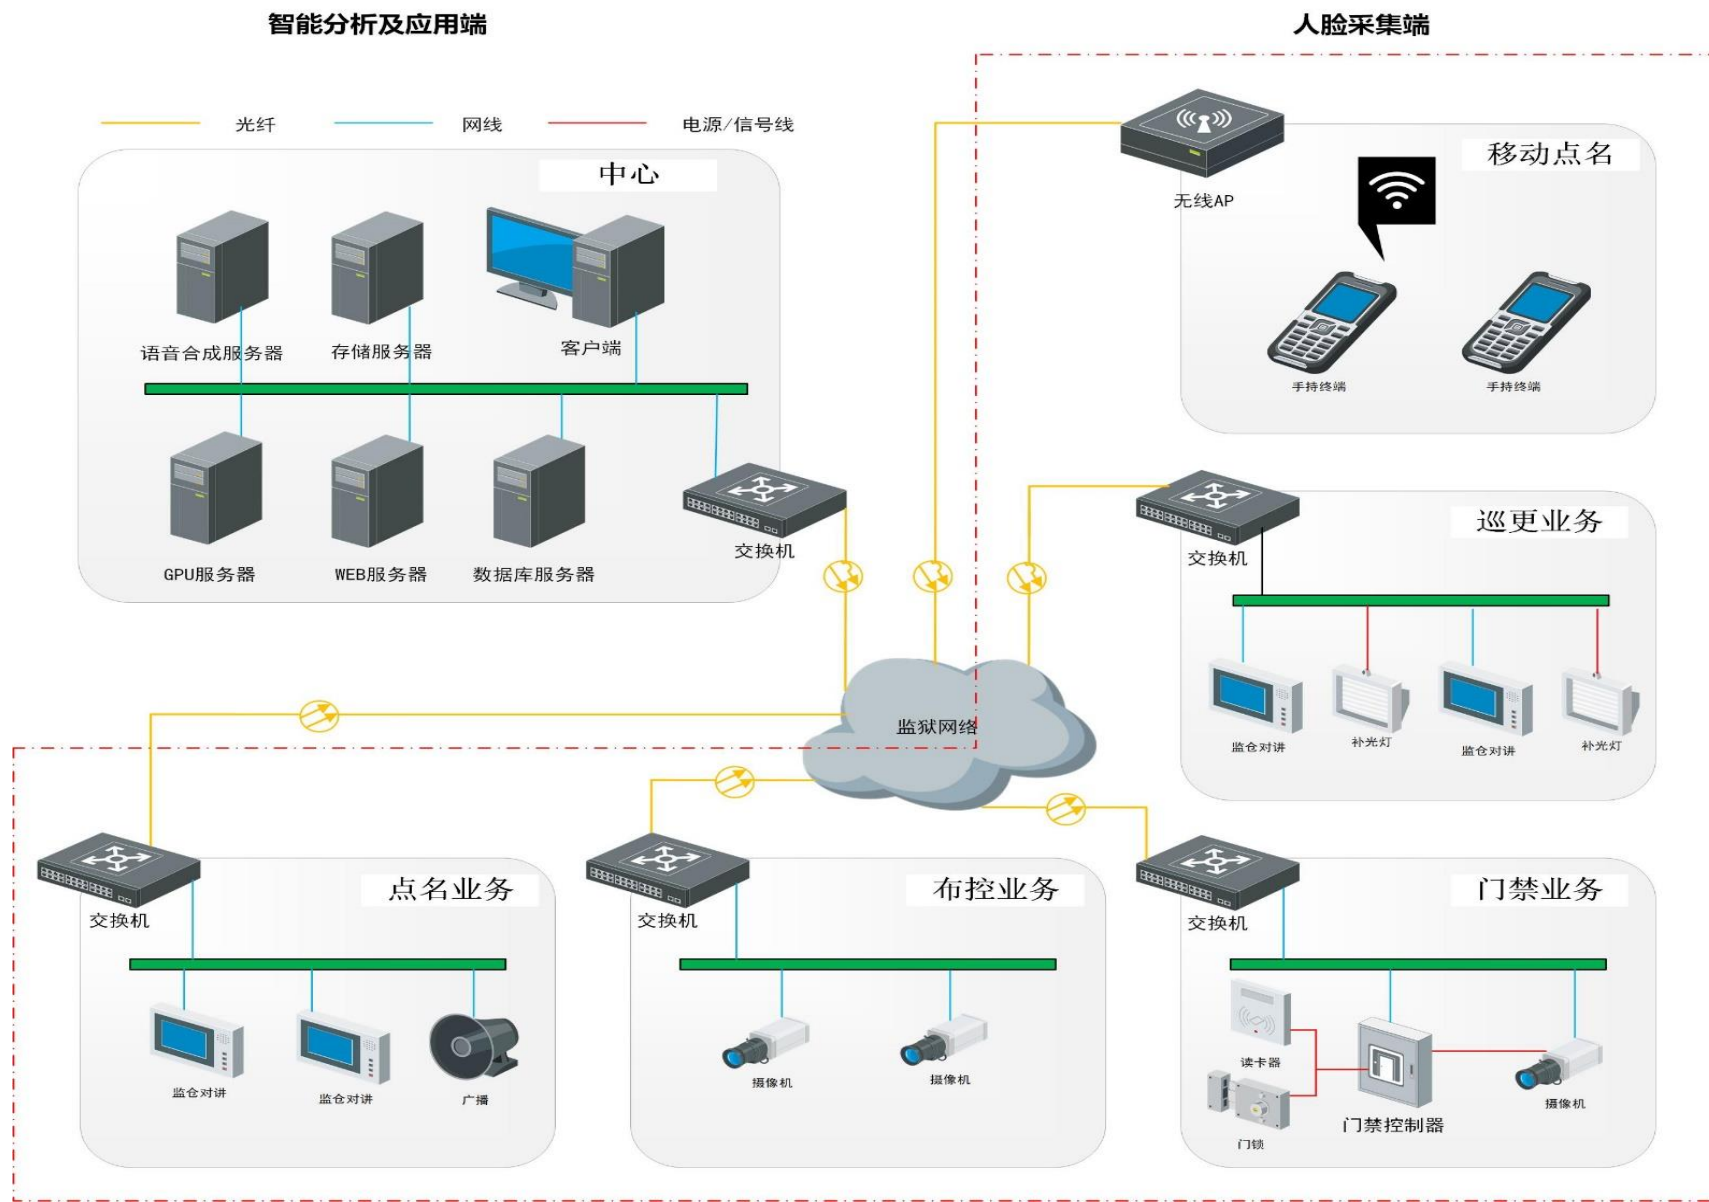 智能分析及应用端
人脸采集端
光纤
网线
电源/信号线
中心
语音合成服务器
存储服务器
客户端
GPU服务器
WEB服务器
数据库服务器
交换机
无线AP
移动点名
手持终端
手持终端
交换机
巡更业务
监仓对讲
补光灯
监仓对讲
补光灯
监狱网络
交换机
点名业务
监仓对讲
监仓对讲
广播
交换机
布控业务
摄像机
摄像机
交换机
门禁业务
读卡器
门锁
门禁控制器
摄像机